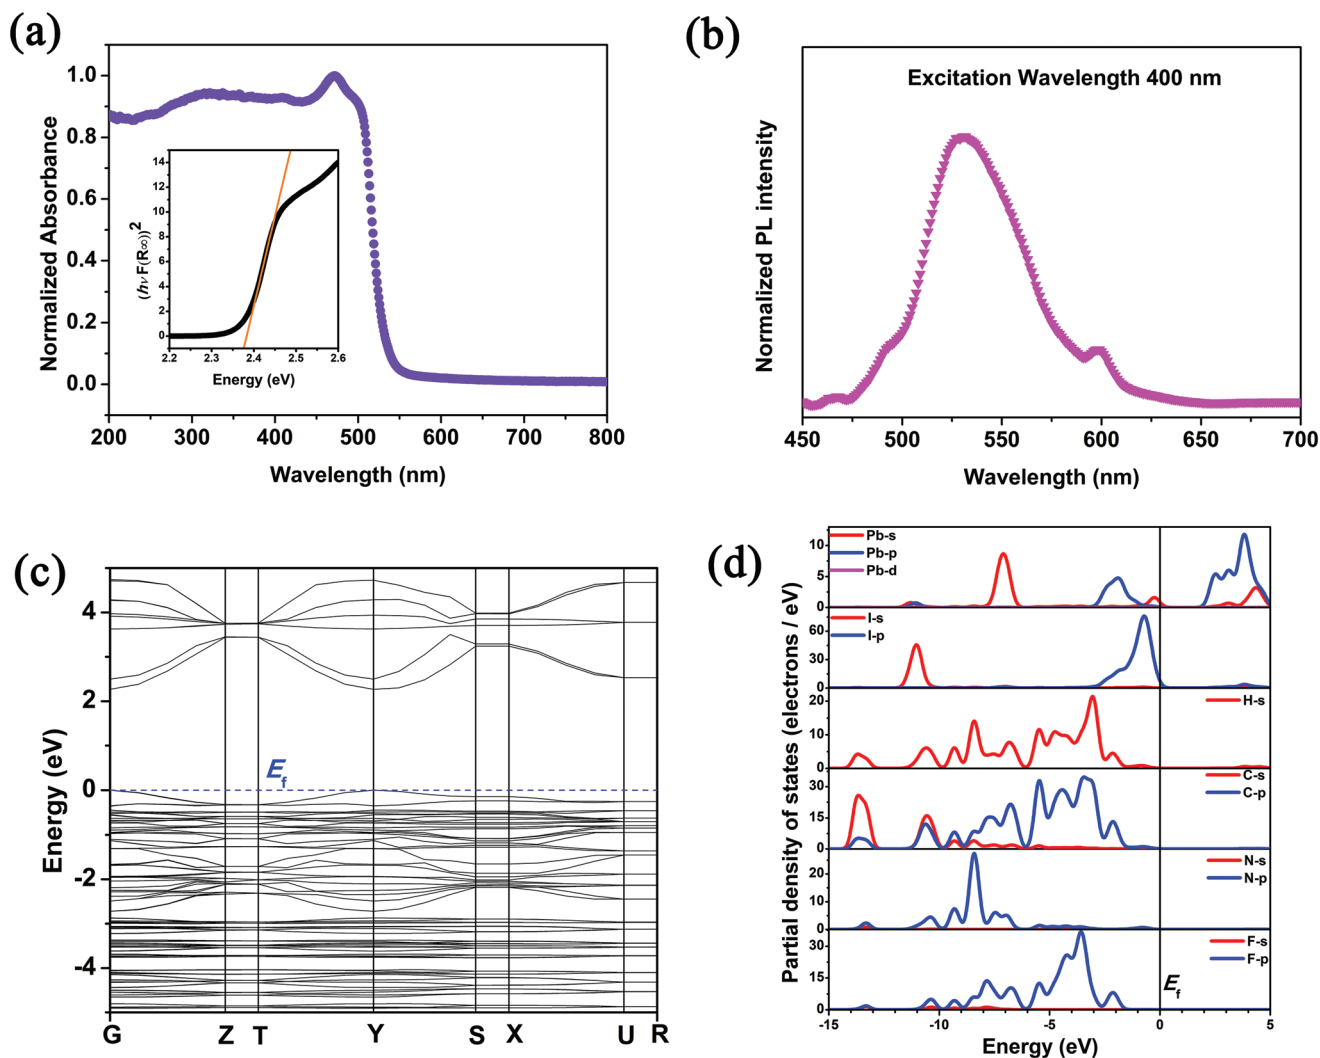 (a)
1.0
0.8
0.6
0.4
0.2
0.0
Normalized Absorbance
200 300 400 500 600 700 800
Wavelength (nm)
14
12
10
8
6
4
2
0
(hν F(R∞))²
2.2 2.3 2.4 2.5 2.6
Energy (eV)
(b)
Excitation Wavelength 400 nm
Normalized PL intensity
450 500 550 600 650 700
Wavelength (nm)
(c)
4
2
0
-2
-4
Energy (eV)
Ef
G Z T Y S X U R
(d)
Partial density of states (electrons / eV)
Pb-s
Pb-p
Pb-d
10
5
0
I-s
I-p
60
30
0
H-s
20
10
0
C-s
C-p
30
15
0
N-s
N-p
20
10
0
F-s
F-p
30
15
0
Ef
-15 -10 -5 0 5
Energy (eV)